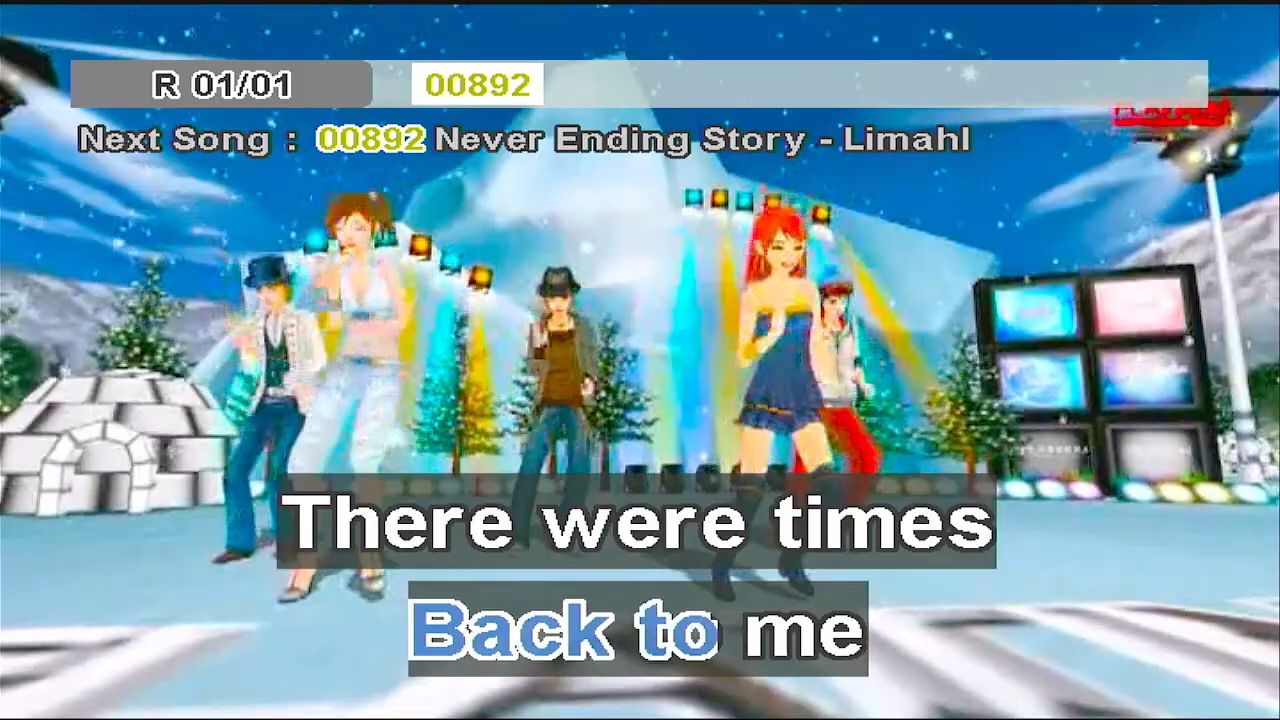 R 01/01 00892
Next Song : 00892 Never Ending Story - Limahl
There were times
Back to me